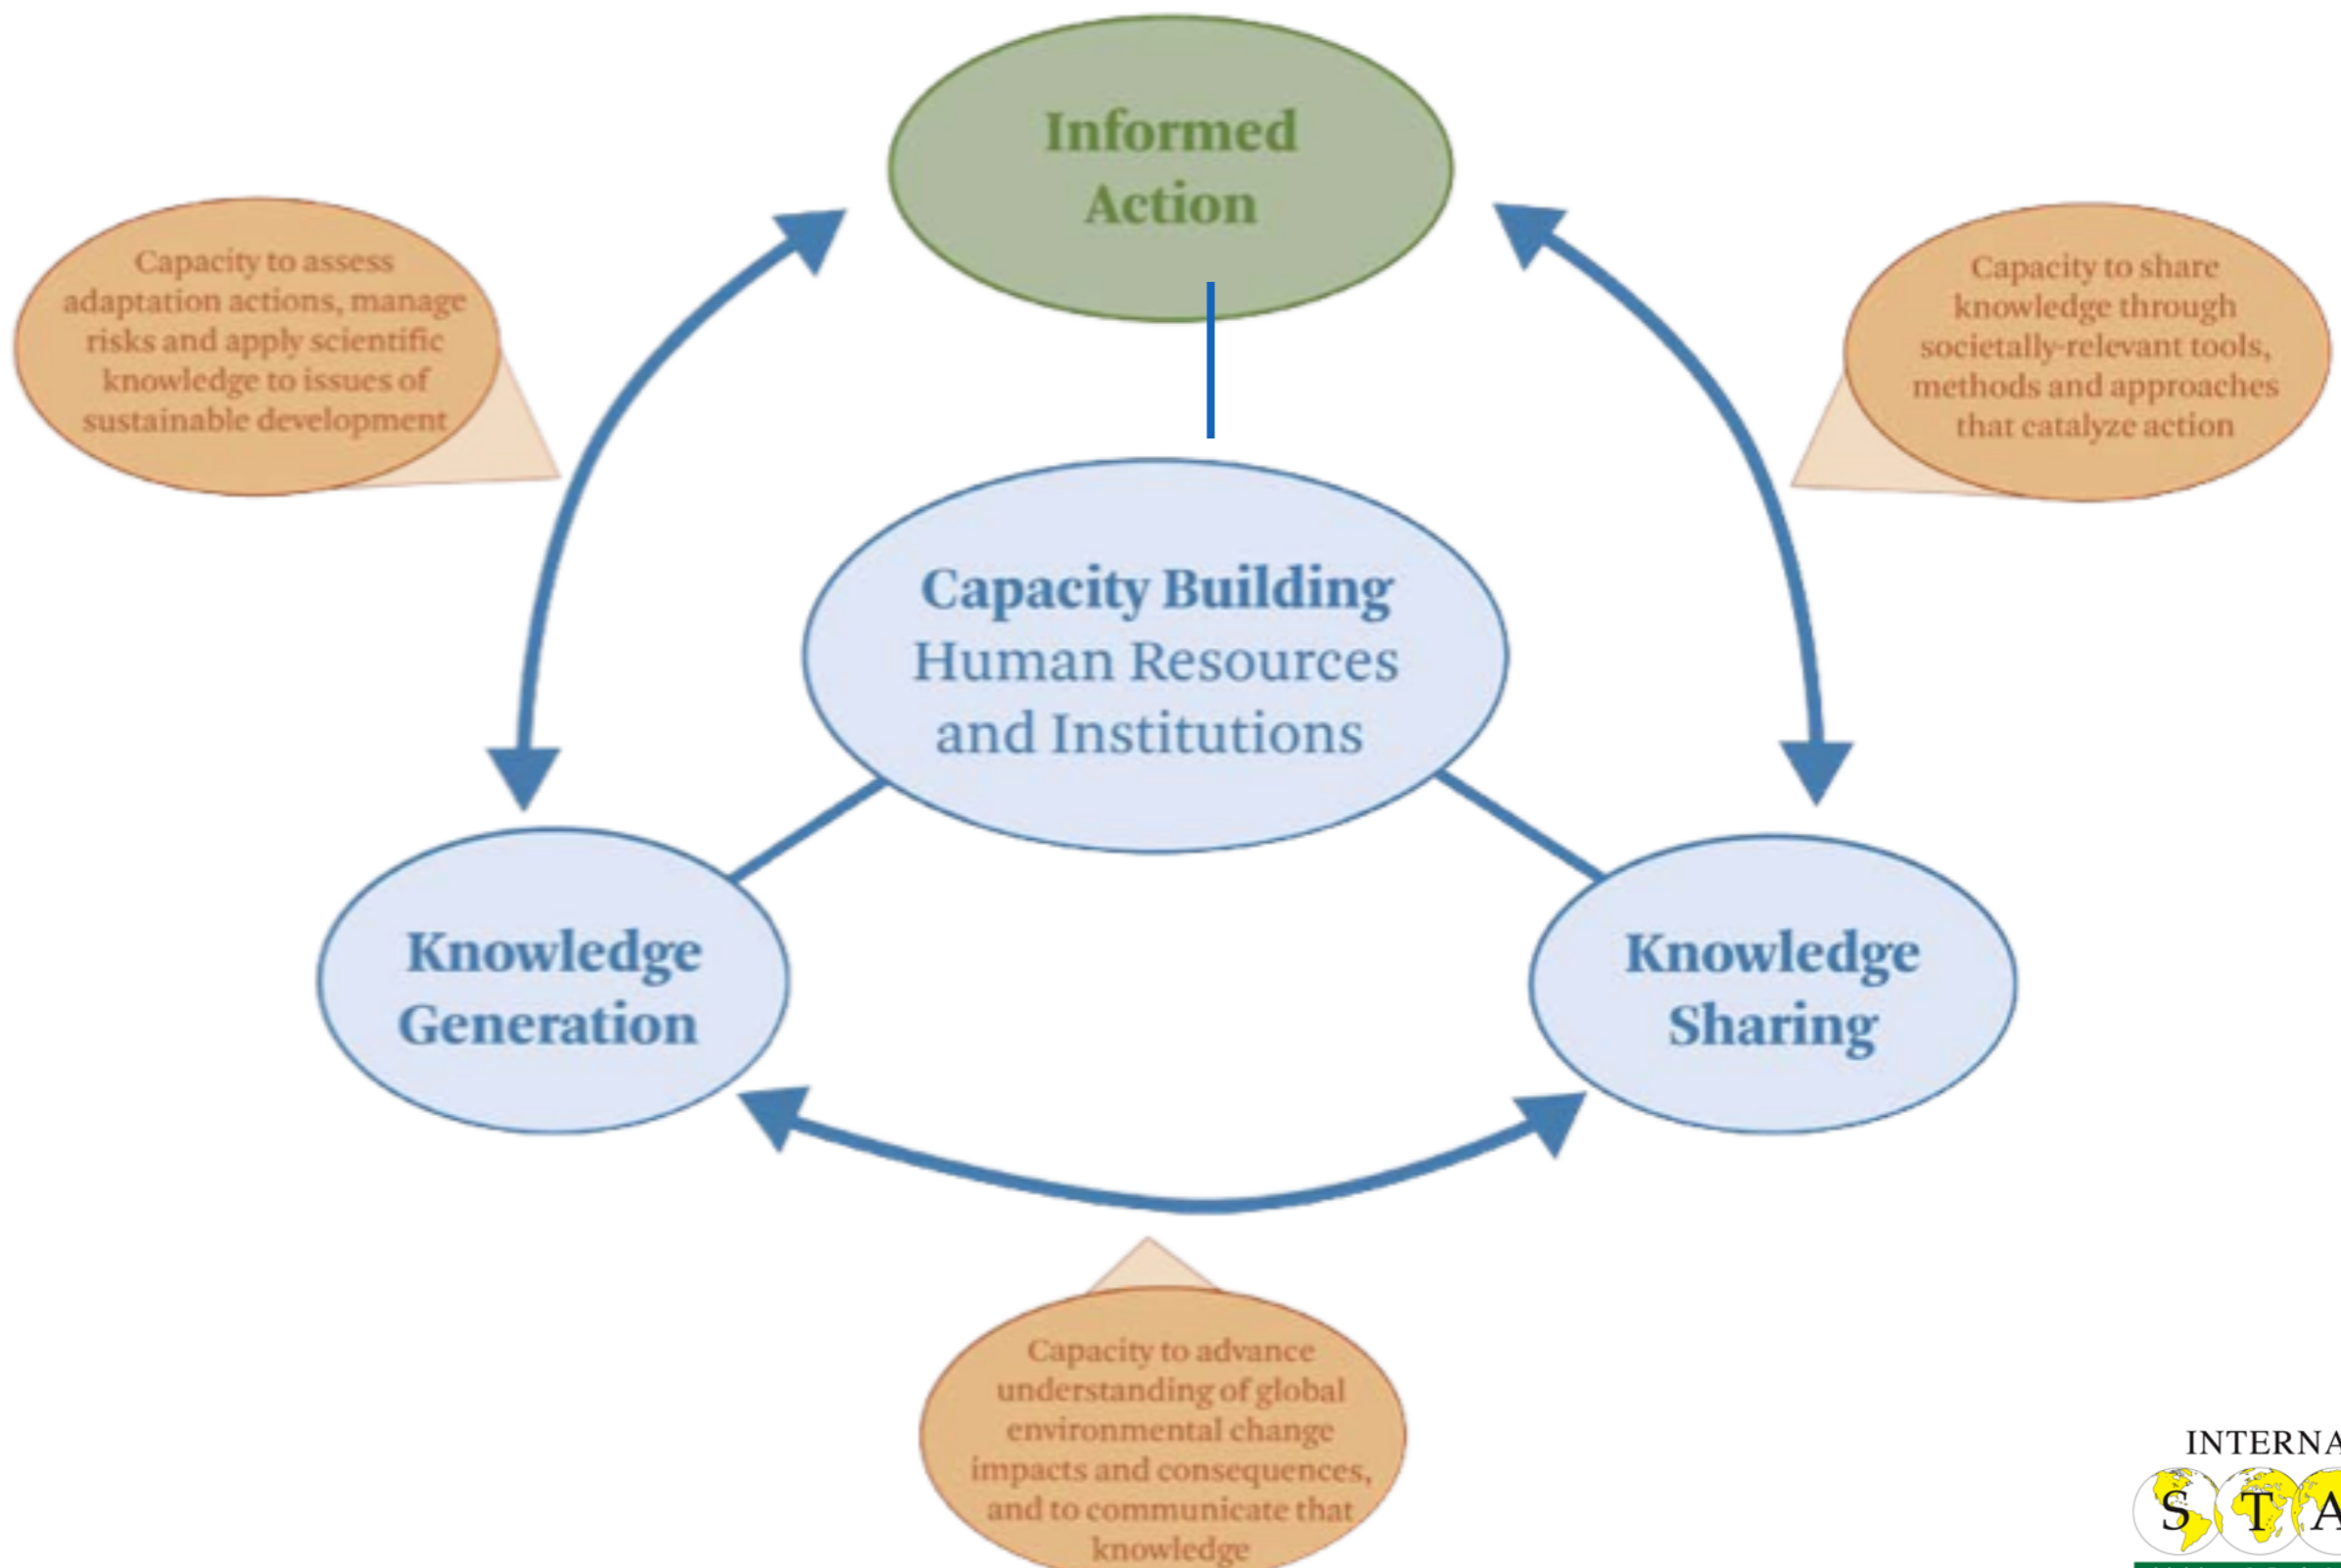 Informed
Action
Capacity to assess
adaptation actions, manage
risks and apply scientific
knowledge to issues of
sustainable development
Capacity to share
knowledge through
societally-relevant tools,
methods and approaches
that catalyze action
Capacity Building
Human Resources
and Institutions
Knowledge
Generation
Knowledge
Sharing
Capacity to advance
understanding of global
environmental change
impacts and consequences,
and to communicate that
knowledge
INTERNA
S T A